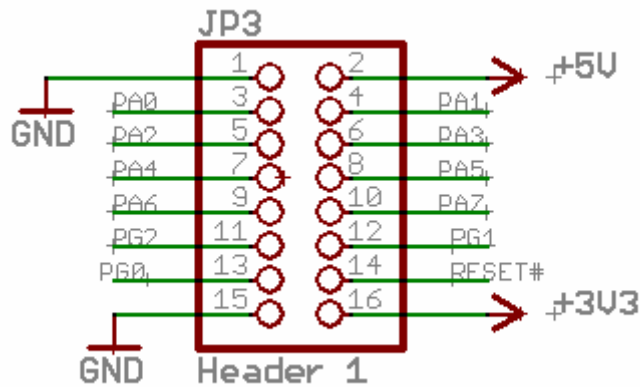 JP3
1 2 +5V
PA0 3 4 PA1
GND PA2 5 6 PA3
PA4 7 8 PA5
PA6 9 10 PA7
PG2 11 12 PG1
PG0 13 14 RESET#
15 16 +3V3
GND Header 1